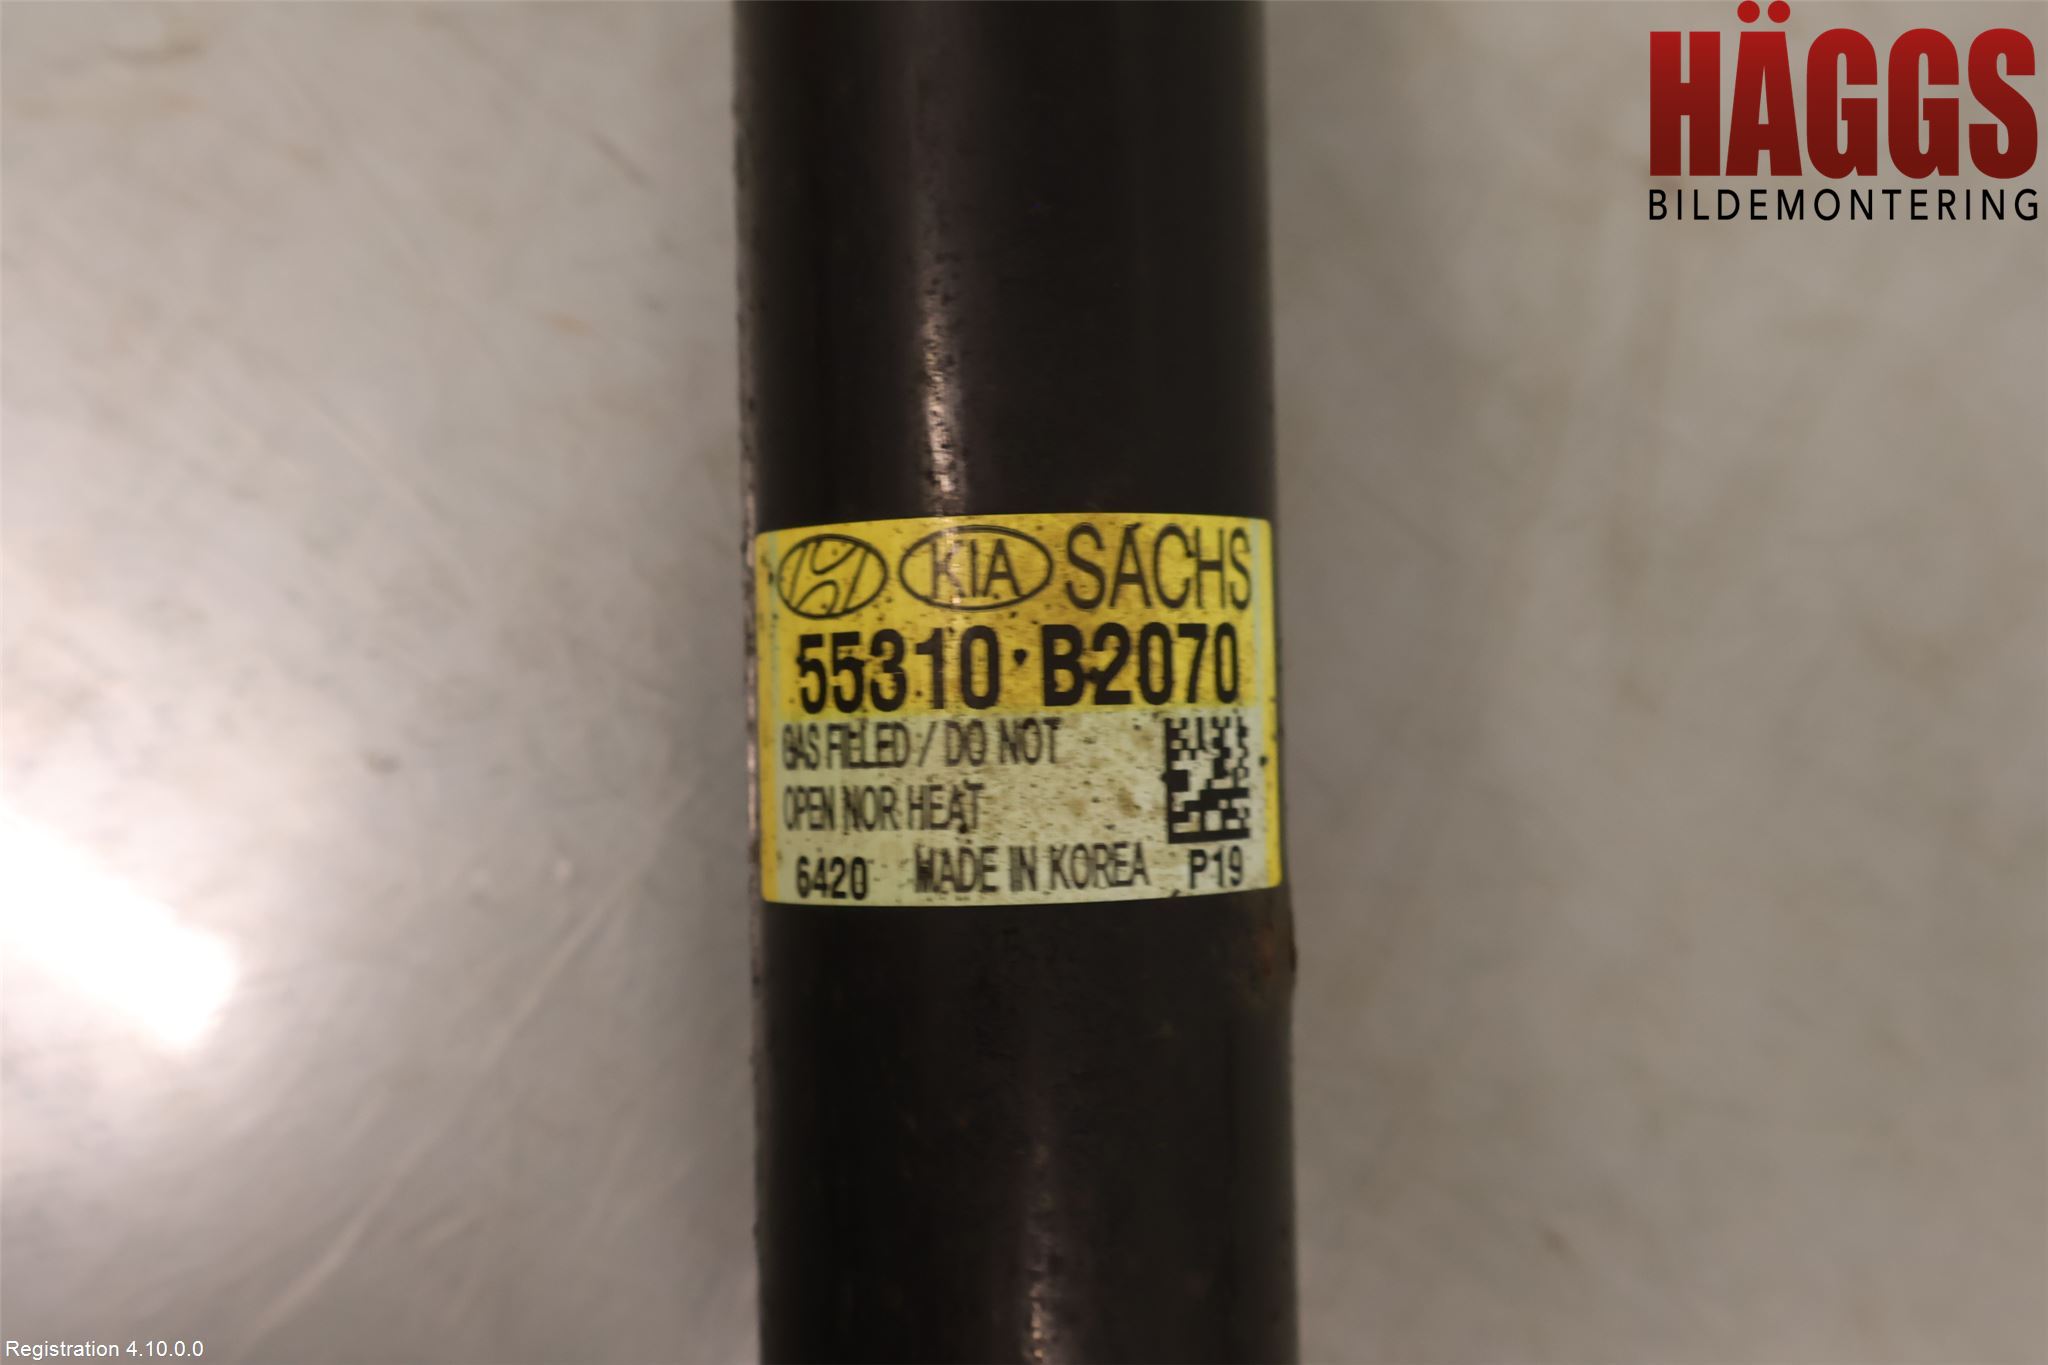 HÄGGS
BILDEMONTERING
KIA SACHS
55310 B2070
GAS FILLED / DO NOT
OPEN NOR HEAT
6420 MADE IN KOREA P19
Registration 4.10.0.0